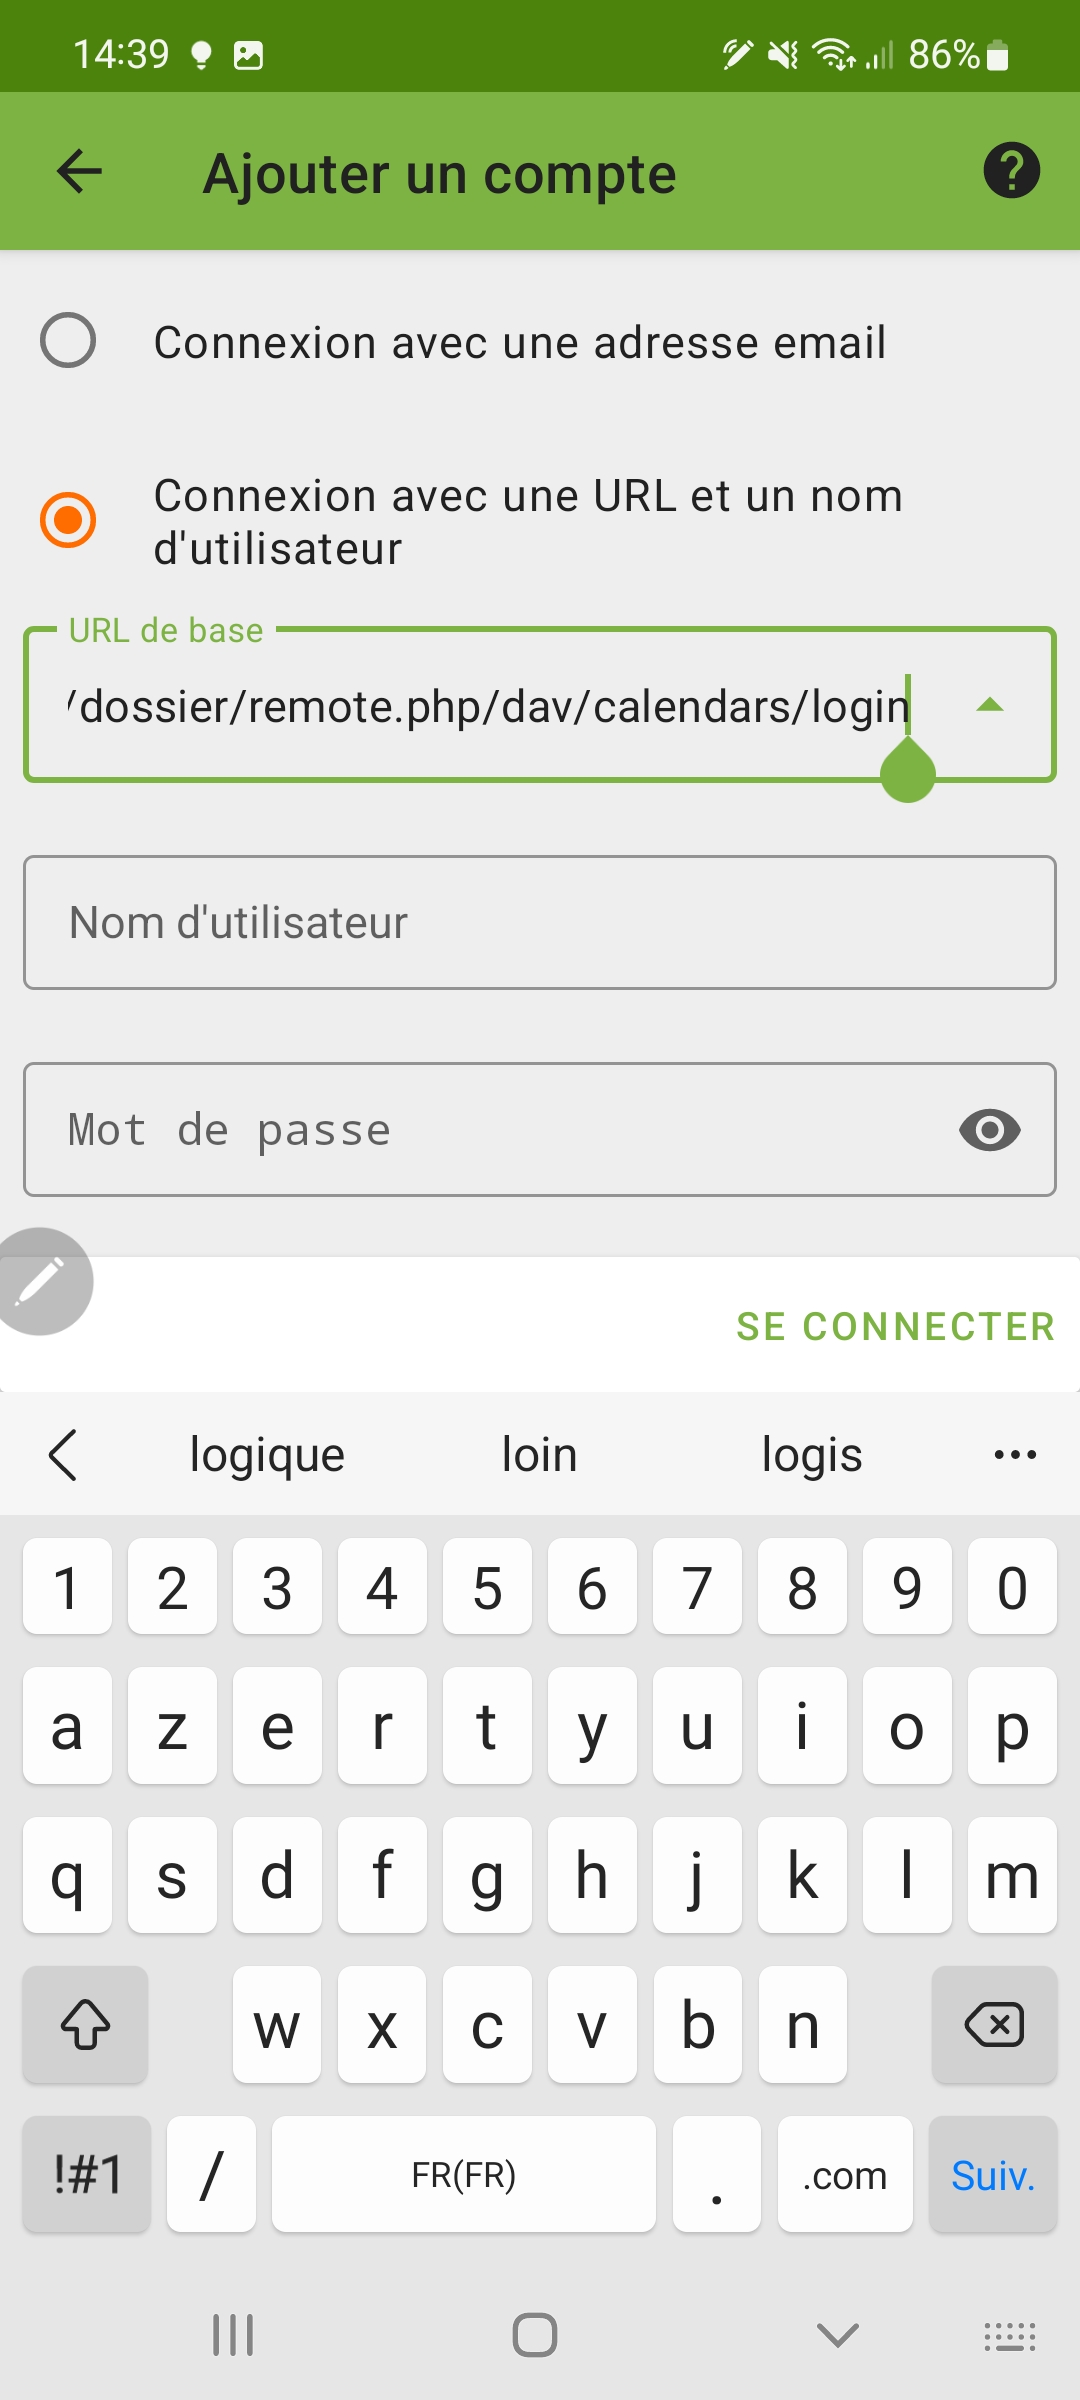 14:39
86%
Ajouter un compte
Connexion avec une adresse email
Connexion avec une URL et un nom
d'utilisateur
URL de base
/dossier/remote.php/dav/calendars/login
Nom d'utilisateur
Mot de passe
SE CONNECTER
logique loin logis
1 2 3 4 5 6 7 8 9 0
a z e r t y u i o p
q s d f g h j k l m
w x c v b n
!#1 / FR(FR) . .com Suiv.